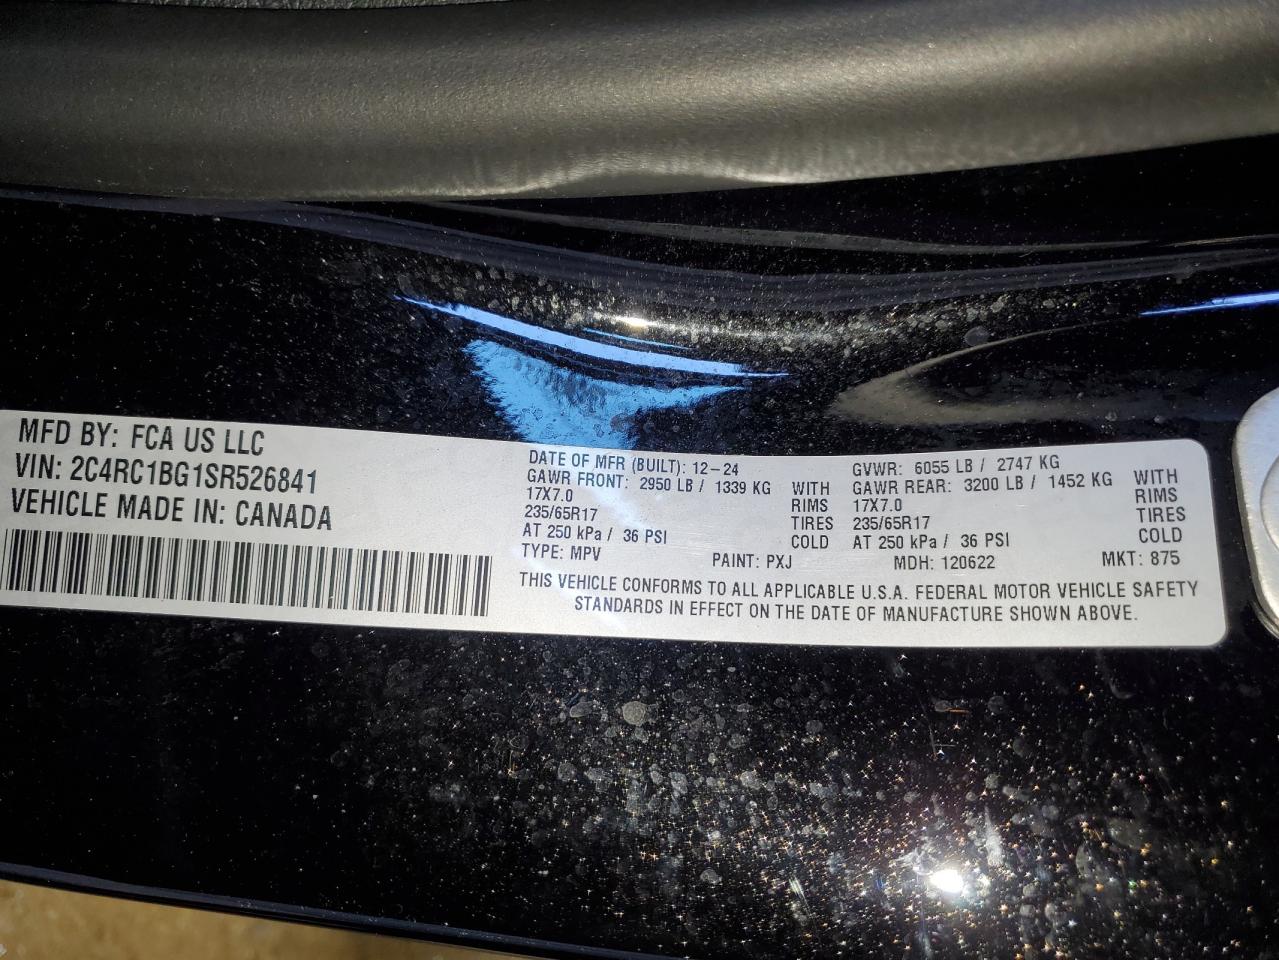 MFD BY: FCA US LLC
VIN: 2C4RC1BG1SR526841
VEHICLE MADE IN: CANADA
DATE OF MFR (BUILT): 12-24
GAWR FRONT: 2950 LB / 1339 KG WITH
17X7.0 RIMS
235/65R17 TIRES
AT 250 kPa / 36 PSI COLD
TYPE: MPV PAINT: PXJ
GVWR: 6055 LB / 2747 KG
GAWR REAR: 3200 LB / 1452 KG WITH
17X7.0 RIMS
235/65R17 TIRES
AT 250 kPa / 36 PSI COLD
MDH: 120622 MKT: 875
THIS VEHICLE CONFORMS TO ALL APPLICABLE U.S.A. FEDERAL MOTOR VEHICLE SAFETY
STANDARDS IN EFFECT ON THE DATE OF MANUFACTURE SHOWN ABOVE.